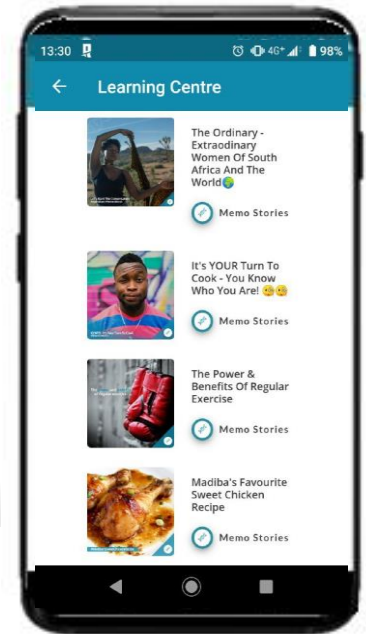 13:30 4G+ 98%
Learning Centre
The Ordinary -
Extraodinary
Women Of South
Africa And The
World🌍
Memo Stories
It's YOUR Turn To
Cook - You Know
Who You Are! 🧐🧐
Memo Stories
The Power &
Benefits Of Regular
Exercise
Memo Stories
Madiba's Favourite
Sweet Chicken
Recipe
Memo Stories